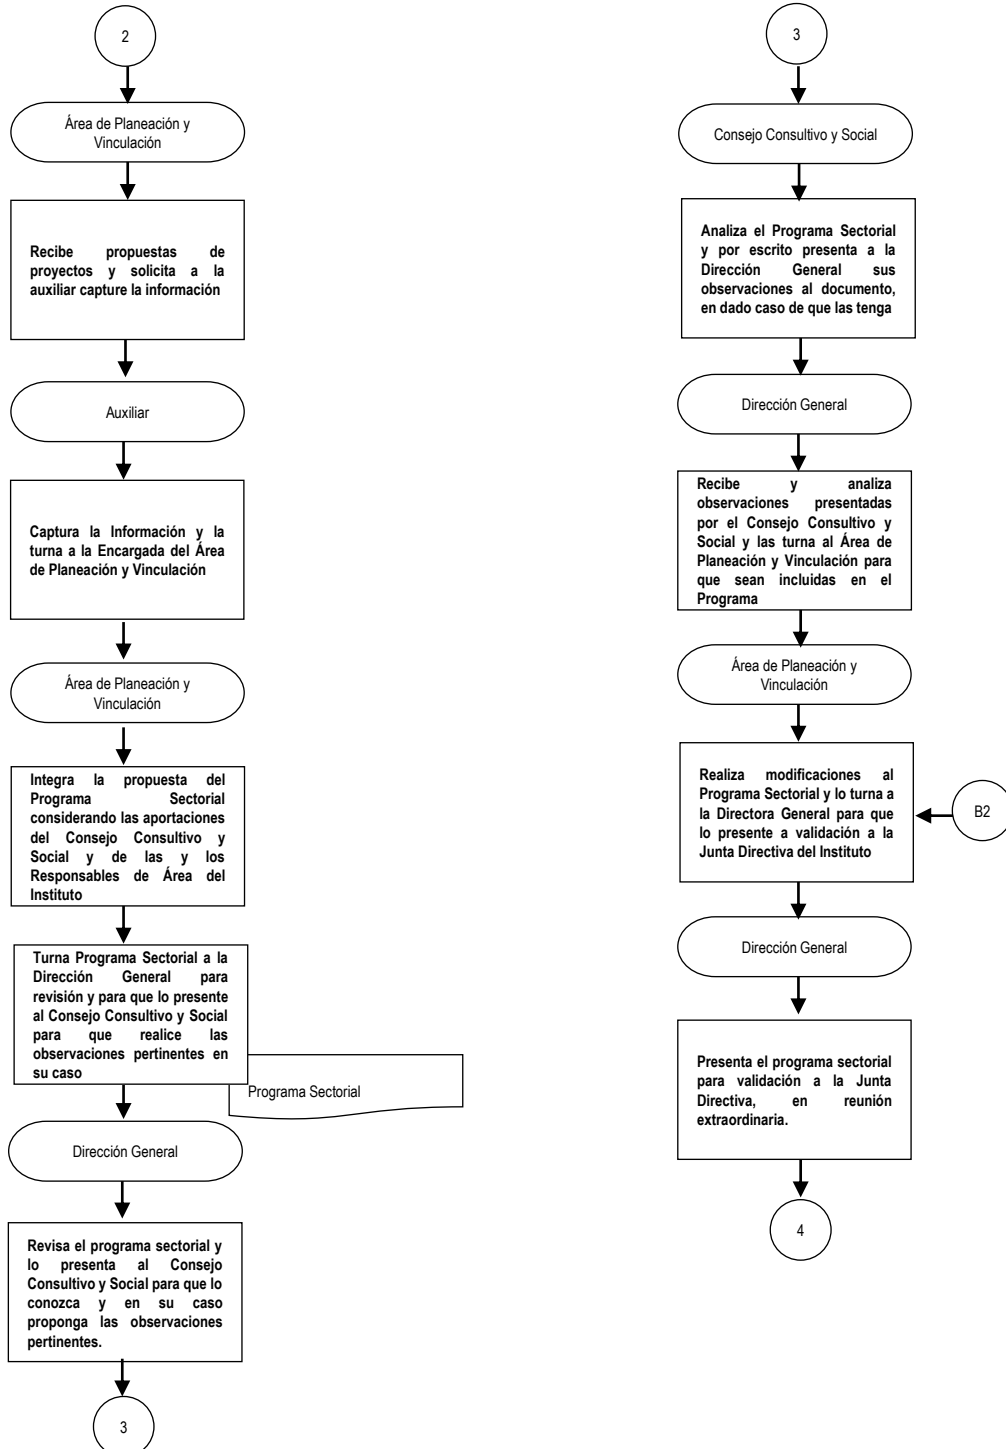 2
Área de Planeación y
Vinculación
Recibe propuestas de
proyectos y solicita a la
auxiliar capture la información
Auxiliar
Captura la Información y la
turna a la Encargada del Área
de Planeación y Vinculación
Área de Planeación y
Vinculación
Integra la propuesta del
Programa Sectorial
considerando las aportaciones
del Consejo Consultivo y
Social y de las y los
Responsables de Área del
Instituto
Turna Programa Sectorial a la
Dirección General para
revisión y para que lo presente
al Consejo Consultivo y Social
para que realice las
observaciones pertinentes en
su caso
Programa Sectorial
Dirección General
Revisa el programa sectorial y
lo presenta al Consejo
Consultivo y Social para que lo
conozca y en su caso
proponga las observaciones
pertinentes.
3
3
Consejo Consultivo y Social
Analiza el Programa Sectorial
y por escrito presenta a la
Dirección General sus
observaciones al documento,
en dado caso de que las tenga
Dirección General
Recibe y analiza
observaciones presentadas
por el Consejo Consultivo y
Social y las turna al Área de
Planeación y Vinculación para
que sean incluidas en el
Programa
Área de Planeación y
Vinculación
Realiza modificaciones al
Programa Sectorial y lo turna a
la Directora General para que
lo presente a validación a la
Junta Directiva del Instituto
B2
Dirección General
Presenta el programa sectorial
para validación a la Junta
Directiva, en reunión
extraordinaria.
4